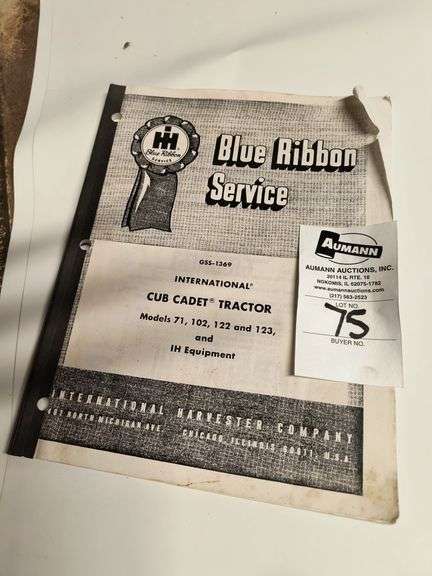 IH
Blue Ribbon
SERVICE
Blue Ribbon
Service
GSS-1369
INTERNATIONAL®
CUB CADET® TRACTOR
Models 71, 102, 122 and 123,
and
IH Equipment
INTERNATIONAL HARVESTER COMPANY
401 NORTH MICHIGAN AVE. CHICAGO, ILLINOIS 60611, U.S.A.
AUMANN
AUMANN AUCTIONS, INC.
20114 IL RTE. 16
NOKOMIS, IL 62075-1782
www.aumannauctions.com
(217) 563-2523
LOT NO.
75
BUYER NO.